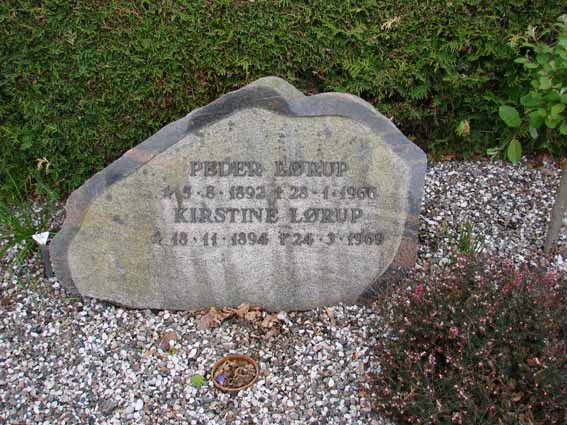 PEDER LØRUP
☆ 5 · 8 · 1892 † 28 · 1 · 1966
KIRSTINE LØRUP
☆ 18 · 11 · 1894 † 24 · 3 · 1969